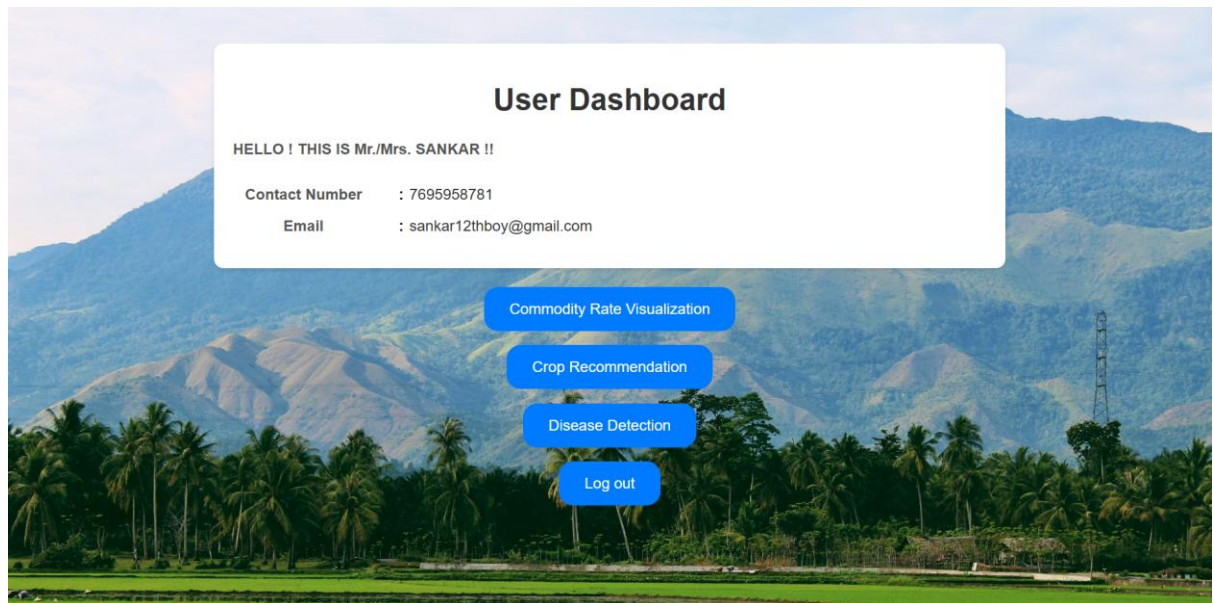 User Dashboard
HELLO ! THIS IS Mr./Mrs. SANKAR !!
Contact Number : 7695958781
Email : sankar12thboy@gmail.com
Commodity Rate Visualization
Crop Recommendation
Disease Detection
Log out